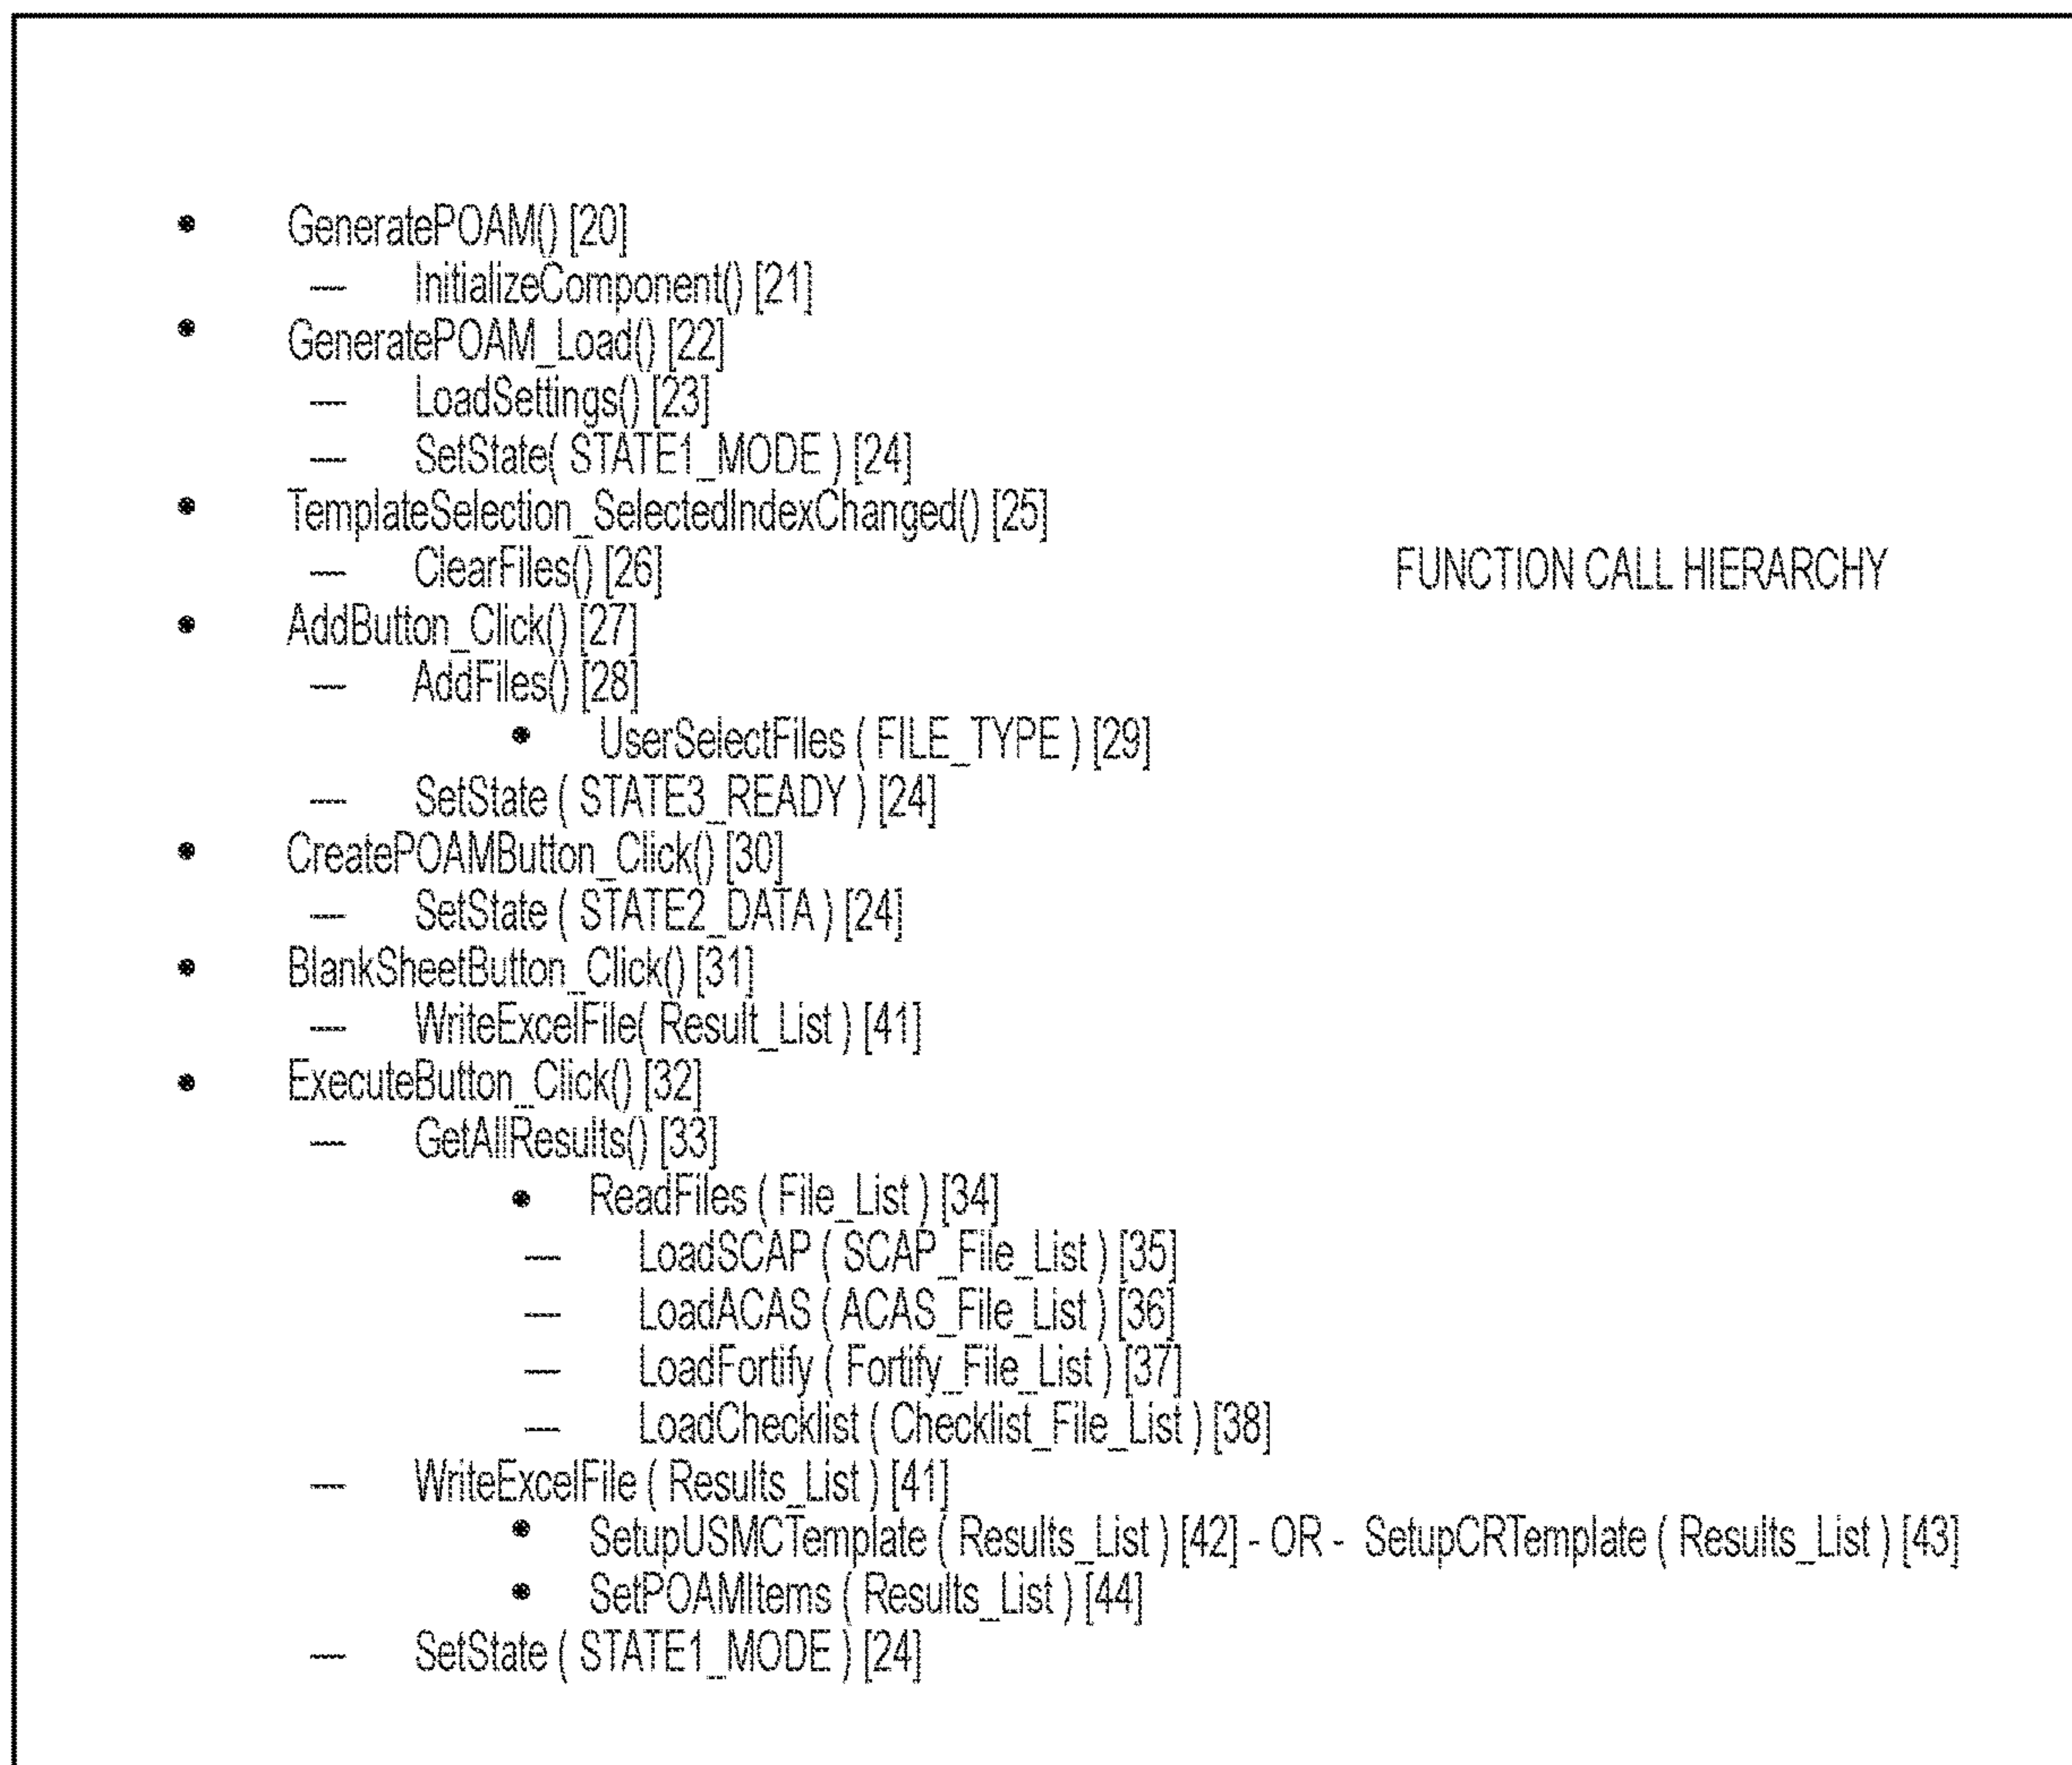 • GeneratePOAM() [20]
— InitializeComponent() [21]
• GeneratePOAM_Load() [22]
— LoadSettings() [23]
— SetState( STATE1_MODE ) [24]
• TemplateSelection_SelectedIndexChanged() [25]
— ClearFiles() [26]
FUNCTION CALL HIERARCHY
• AddButton_Click() [27]
— AddFiles() [28]
• UserSelectFiles ( FILE_TYPE ) [29]
— SetState ( STATE3_READY ) [24]
• CreatePOAMButton_Click() [30]
— SetState ( STATE2_DATA ) [24]
• BlankSheetButton_Click() [31]
— WriteExcelFile( Result_List ) [41]
• ExecuteButton_Click() [32]
— GetAllResults() [33]
• ReadFiles ( File_List ) [34]
— LoadSCAP ( SCAP_File_List ) [35]
— LoadACAS ( ACAS_File_List ) [36]
— LoadFortify ( Fortify_File_List ) [37]
— LoadChecklist ( Checklist_File_List ) [38]
— WriteExcelFile ( Results_List ) [41]
• SetupUSMCTemplate ( Results_List ) [42] - OR - SetupCRTemplate ( Results_List ) [43]
• SetPOAMItems ( Results_List ) [44]
— SetState ( STATE1_MODE ) [24]